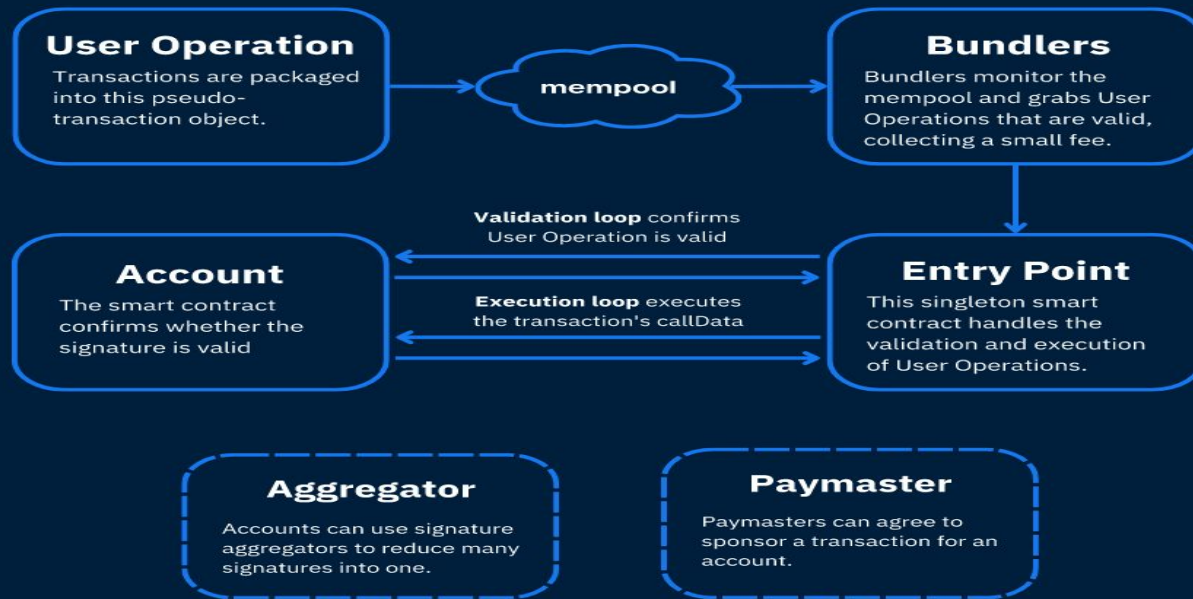 User Operation
Transactions are packaged
into this pseudo-
transaction object.
mempool
Bundlers
Bundlers monitor the
mempool and grabs User
Operations that are valid,
collecting a small fee.
Validation loop confirms
User Operation is valid
Account
The smart contract
confirms whether the
signature is valid
Execution loop executes
the transaction's callData
Entry Point
This singleton smart
contract handles the
validation and execution
of User Operations.
Aggregator
Accounts can use signature
aggregators to reduce many
signatures into one.
Paymaster
Paymasters can agree to
sponsor a transaction for an
account.